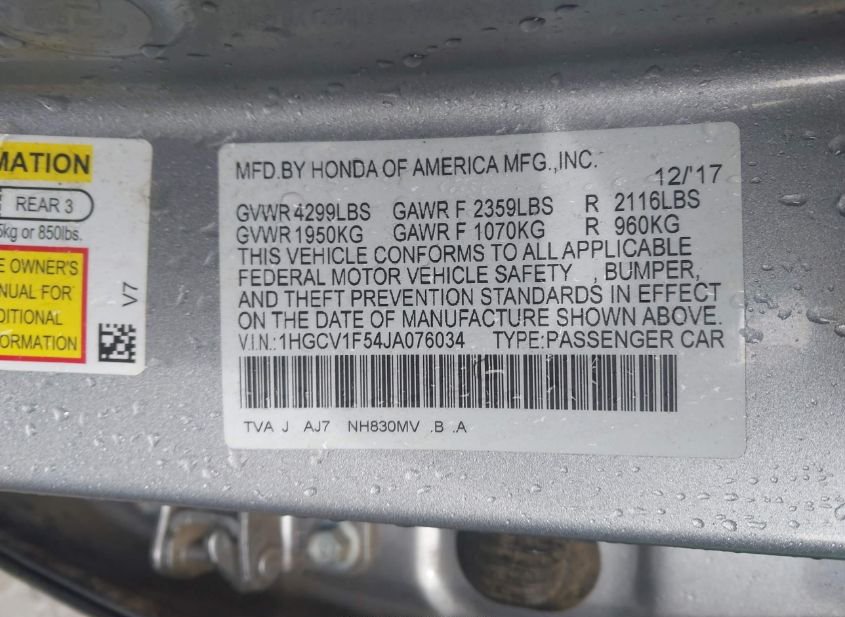 MATION
REAR 3
kg or 850lbs.
E OWNER'S
NUAL FOR
DITIONAL
FORMATION
V7
MFD.BY HONDA OF AMERICA MFG.,INC.
12/'17
GVWR 4299LBS GAWR F 2359LBS R 2116LBS
GVWR 1950KG GAWR F 1070KG R 960KG
THIS VEHICLE CONFORMS TO ALL APPLICABLE
FEDERAL MOTOR VEHICLE SAFETY , BUMPER,
AND THEFT PREVENTION STANDARDS IN EFFECT
ON THE DATE OF MANUFACTURE SHOWN ABOVE.
V.I.N.:1HGCV1F54JA076034 TYPE:PASSENGER CAR
TVA J AJ7 NH830MV .B .A